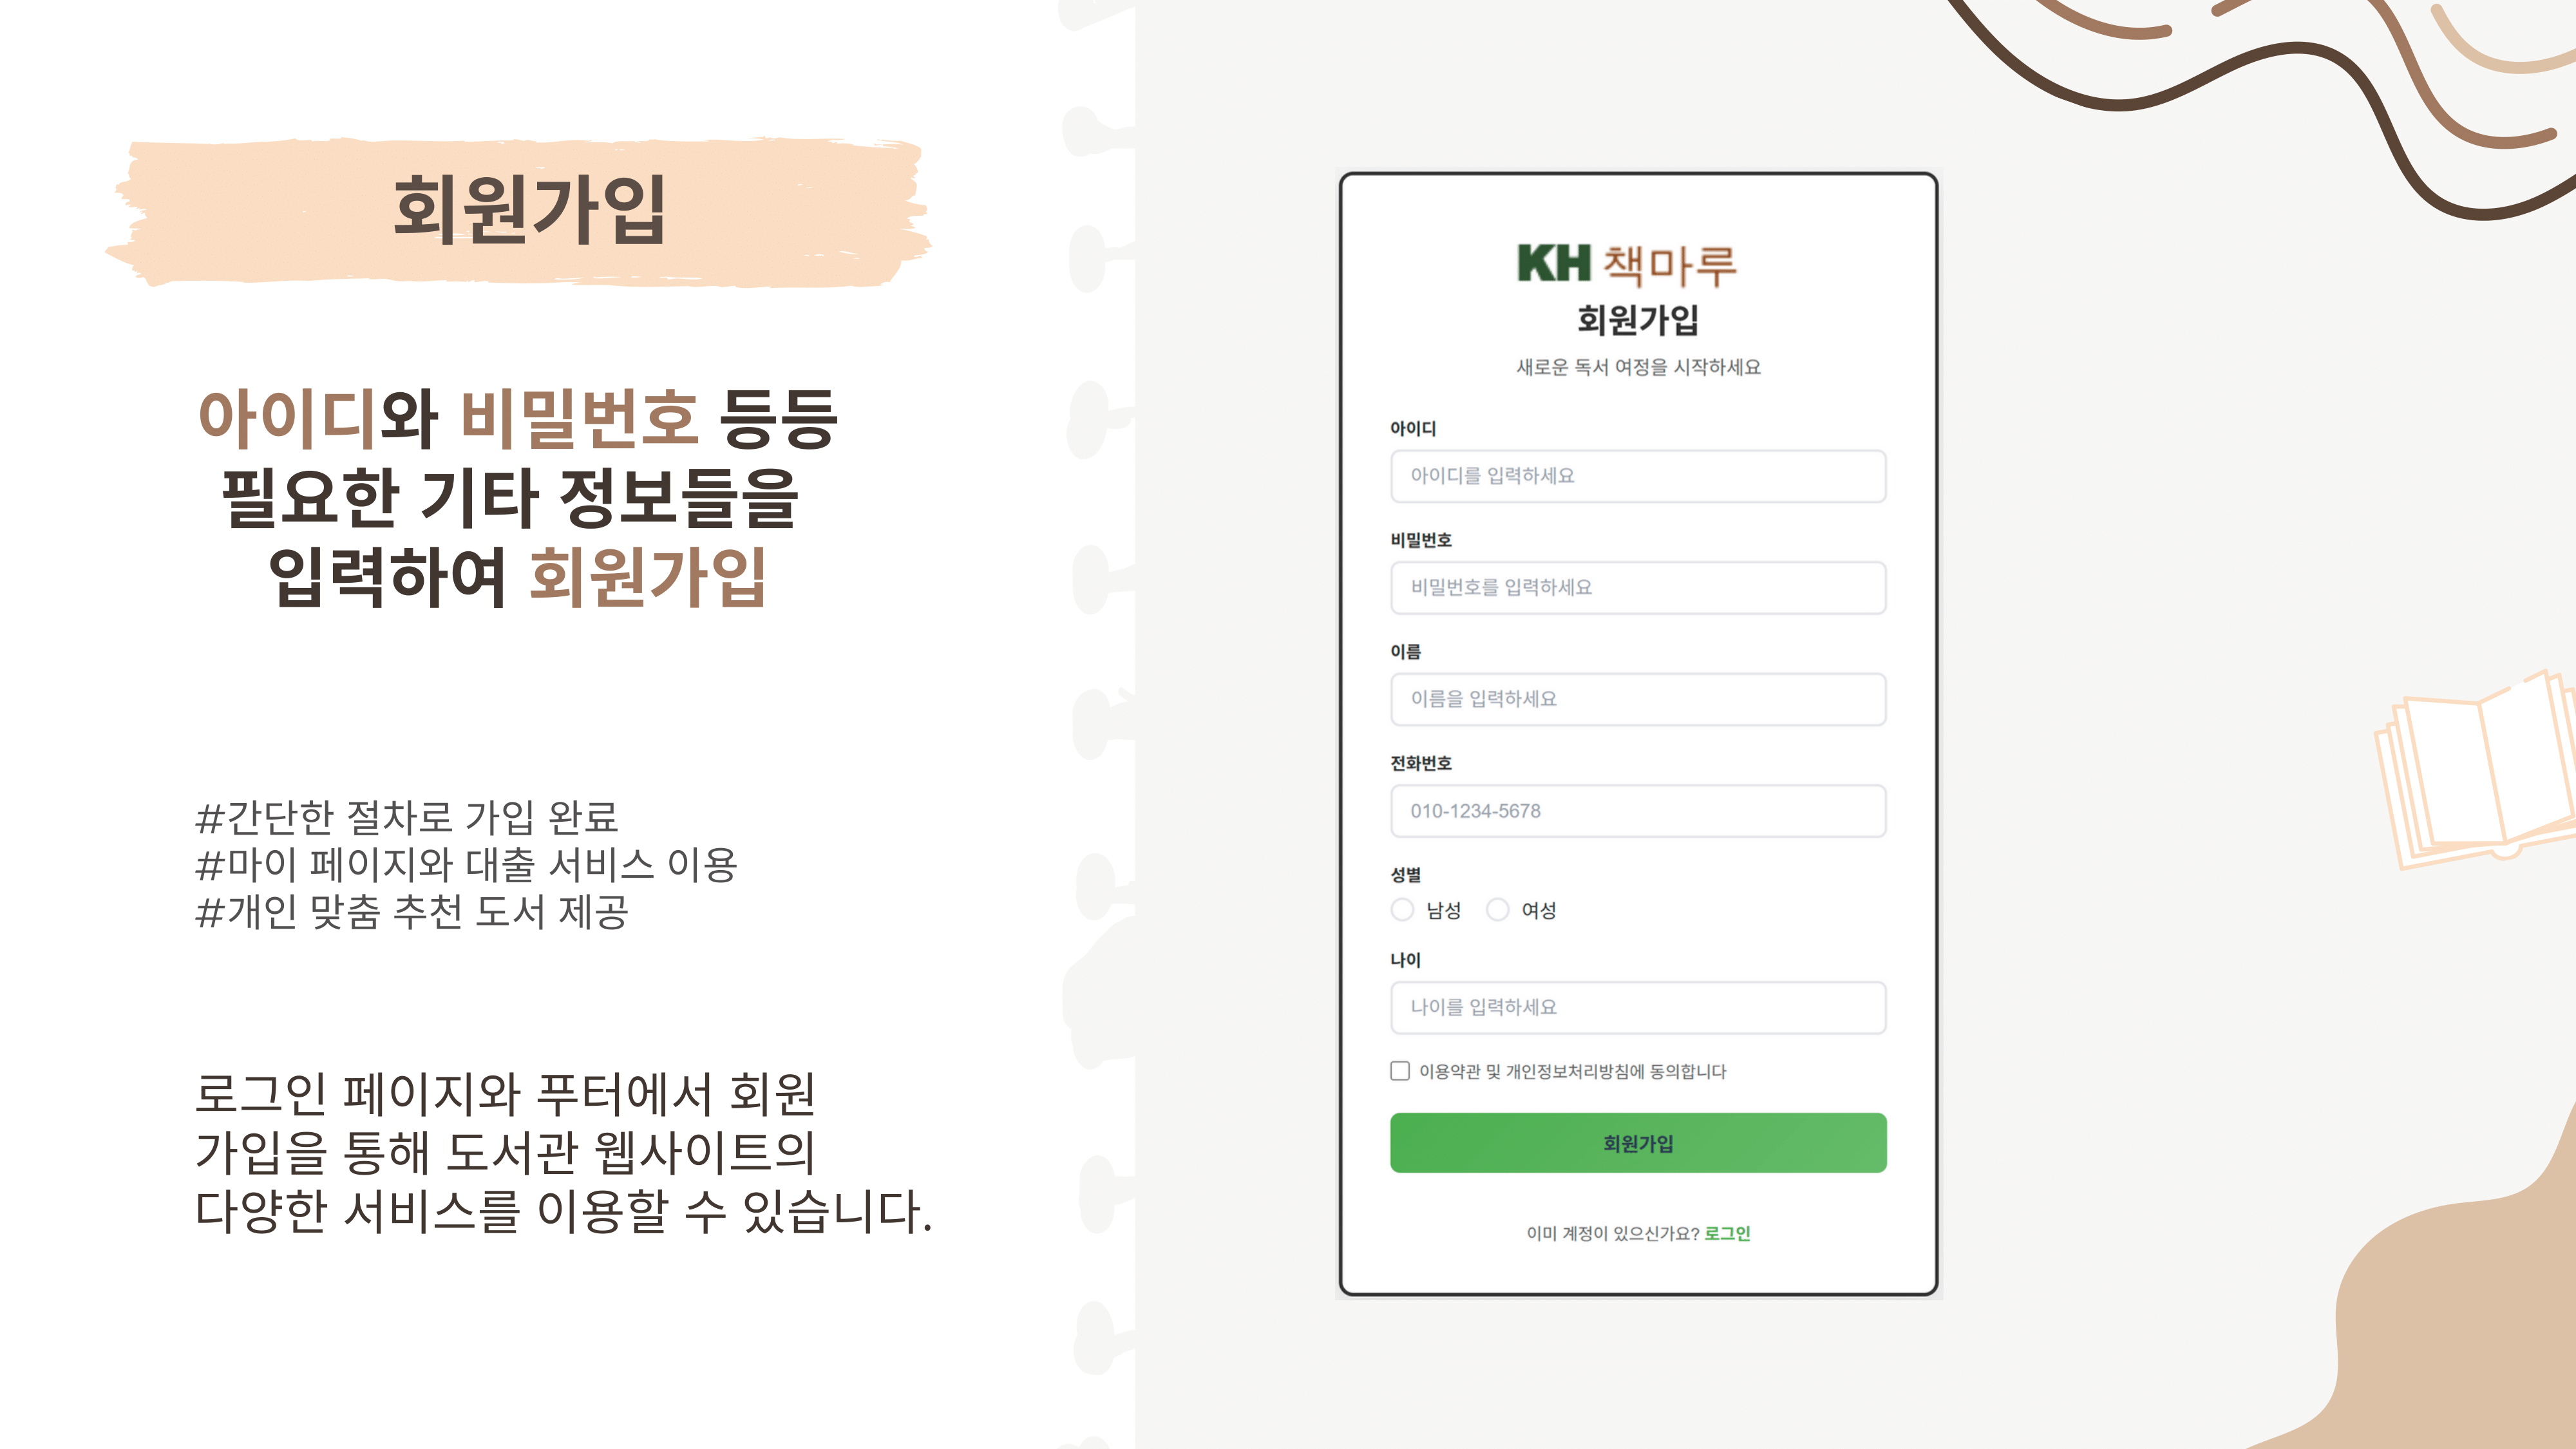 회원가입
아이디와 비밀번호 등등
필요한 기타 정보들을
입력하여 회원가입
#간단한 절차로 가입 완료
#마이 페이지와 대출 서비스 이용
#개인 맞춤 추천 도서 제공
로그인 페이지와 푸터에서 회원
가입을 통해 도서관 웹사이트의
다양한 서비스를 이용할 수 있습니다.
KH 책마루
회원가입
새로운 독서 여정을 시작하세요
아이디
아이디를 입력하세요
비밀번호
비밀번호를 입력하세요
이름
이름을 입력하세요
전화번호
010-1234-5678
성별
남성 여성
나이
나이를 입력하세요
이용약관 및 개인정보처리방침에 동의합니다
회원가입
이미 계정이 있으신가요? 로그인